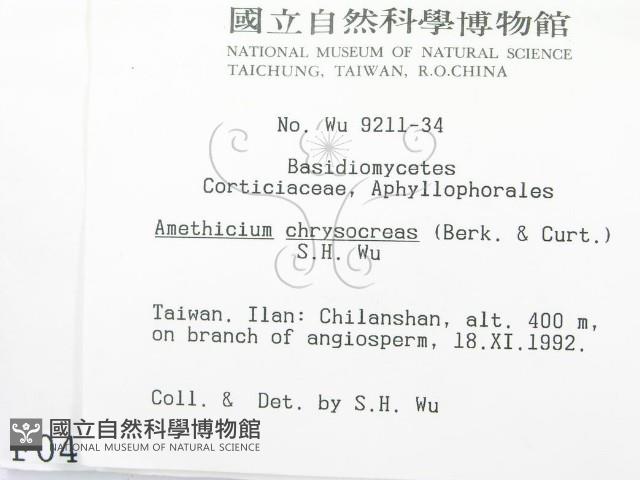 國立自然科學博物館
NATIONAL MUSEUM OF NATURAL SCIENCE
TAICHUNG, TAIWAN, R.O.CHINA
No. Wu 9211-34
Basidiomycetes
Corticiaceae, Aphyllophorales
Amethicium chrysocreas (Berk. & Curt.)
S.H. Wu
Taiwan. Ilan: Chilanshan, alt. 400 m,
on branch of angiosperm, 18.XI.1992.
Coll. & Det. by S.H. Wu
國立自然科學博物館
NATIONAL MUSEUM OF NATURAL SCIENCE